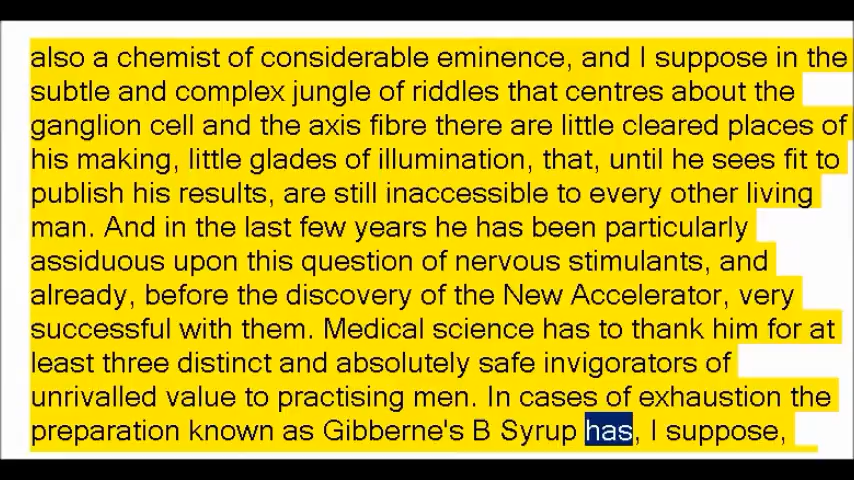 also a chemist of considerable eminence, and I suppose in the
subtle and complex jungle of riddles that centres about the
ganglion cell and the axis fibre there are little cleared places of
his making, little glades of illumination, that, until he sees fit to
publish his results, are still inaccessible to every other living
man. And in the last few years he has been particularly
assiduous upon this question of nervous stimulants, and
already, before the discovery of the New Accelerator, very
successful with them. Medical science has to thank him for at
least three distinct and absolutely safe invigorators of
unrivalled value to practising men. In cases of exhaustion the
preparation known as Gibberne's B Syrup has, I suppose,